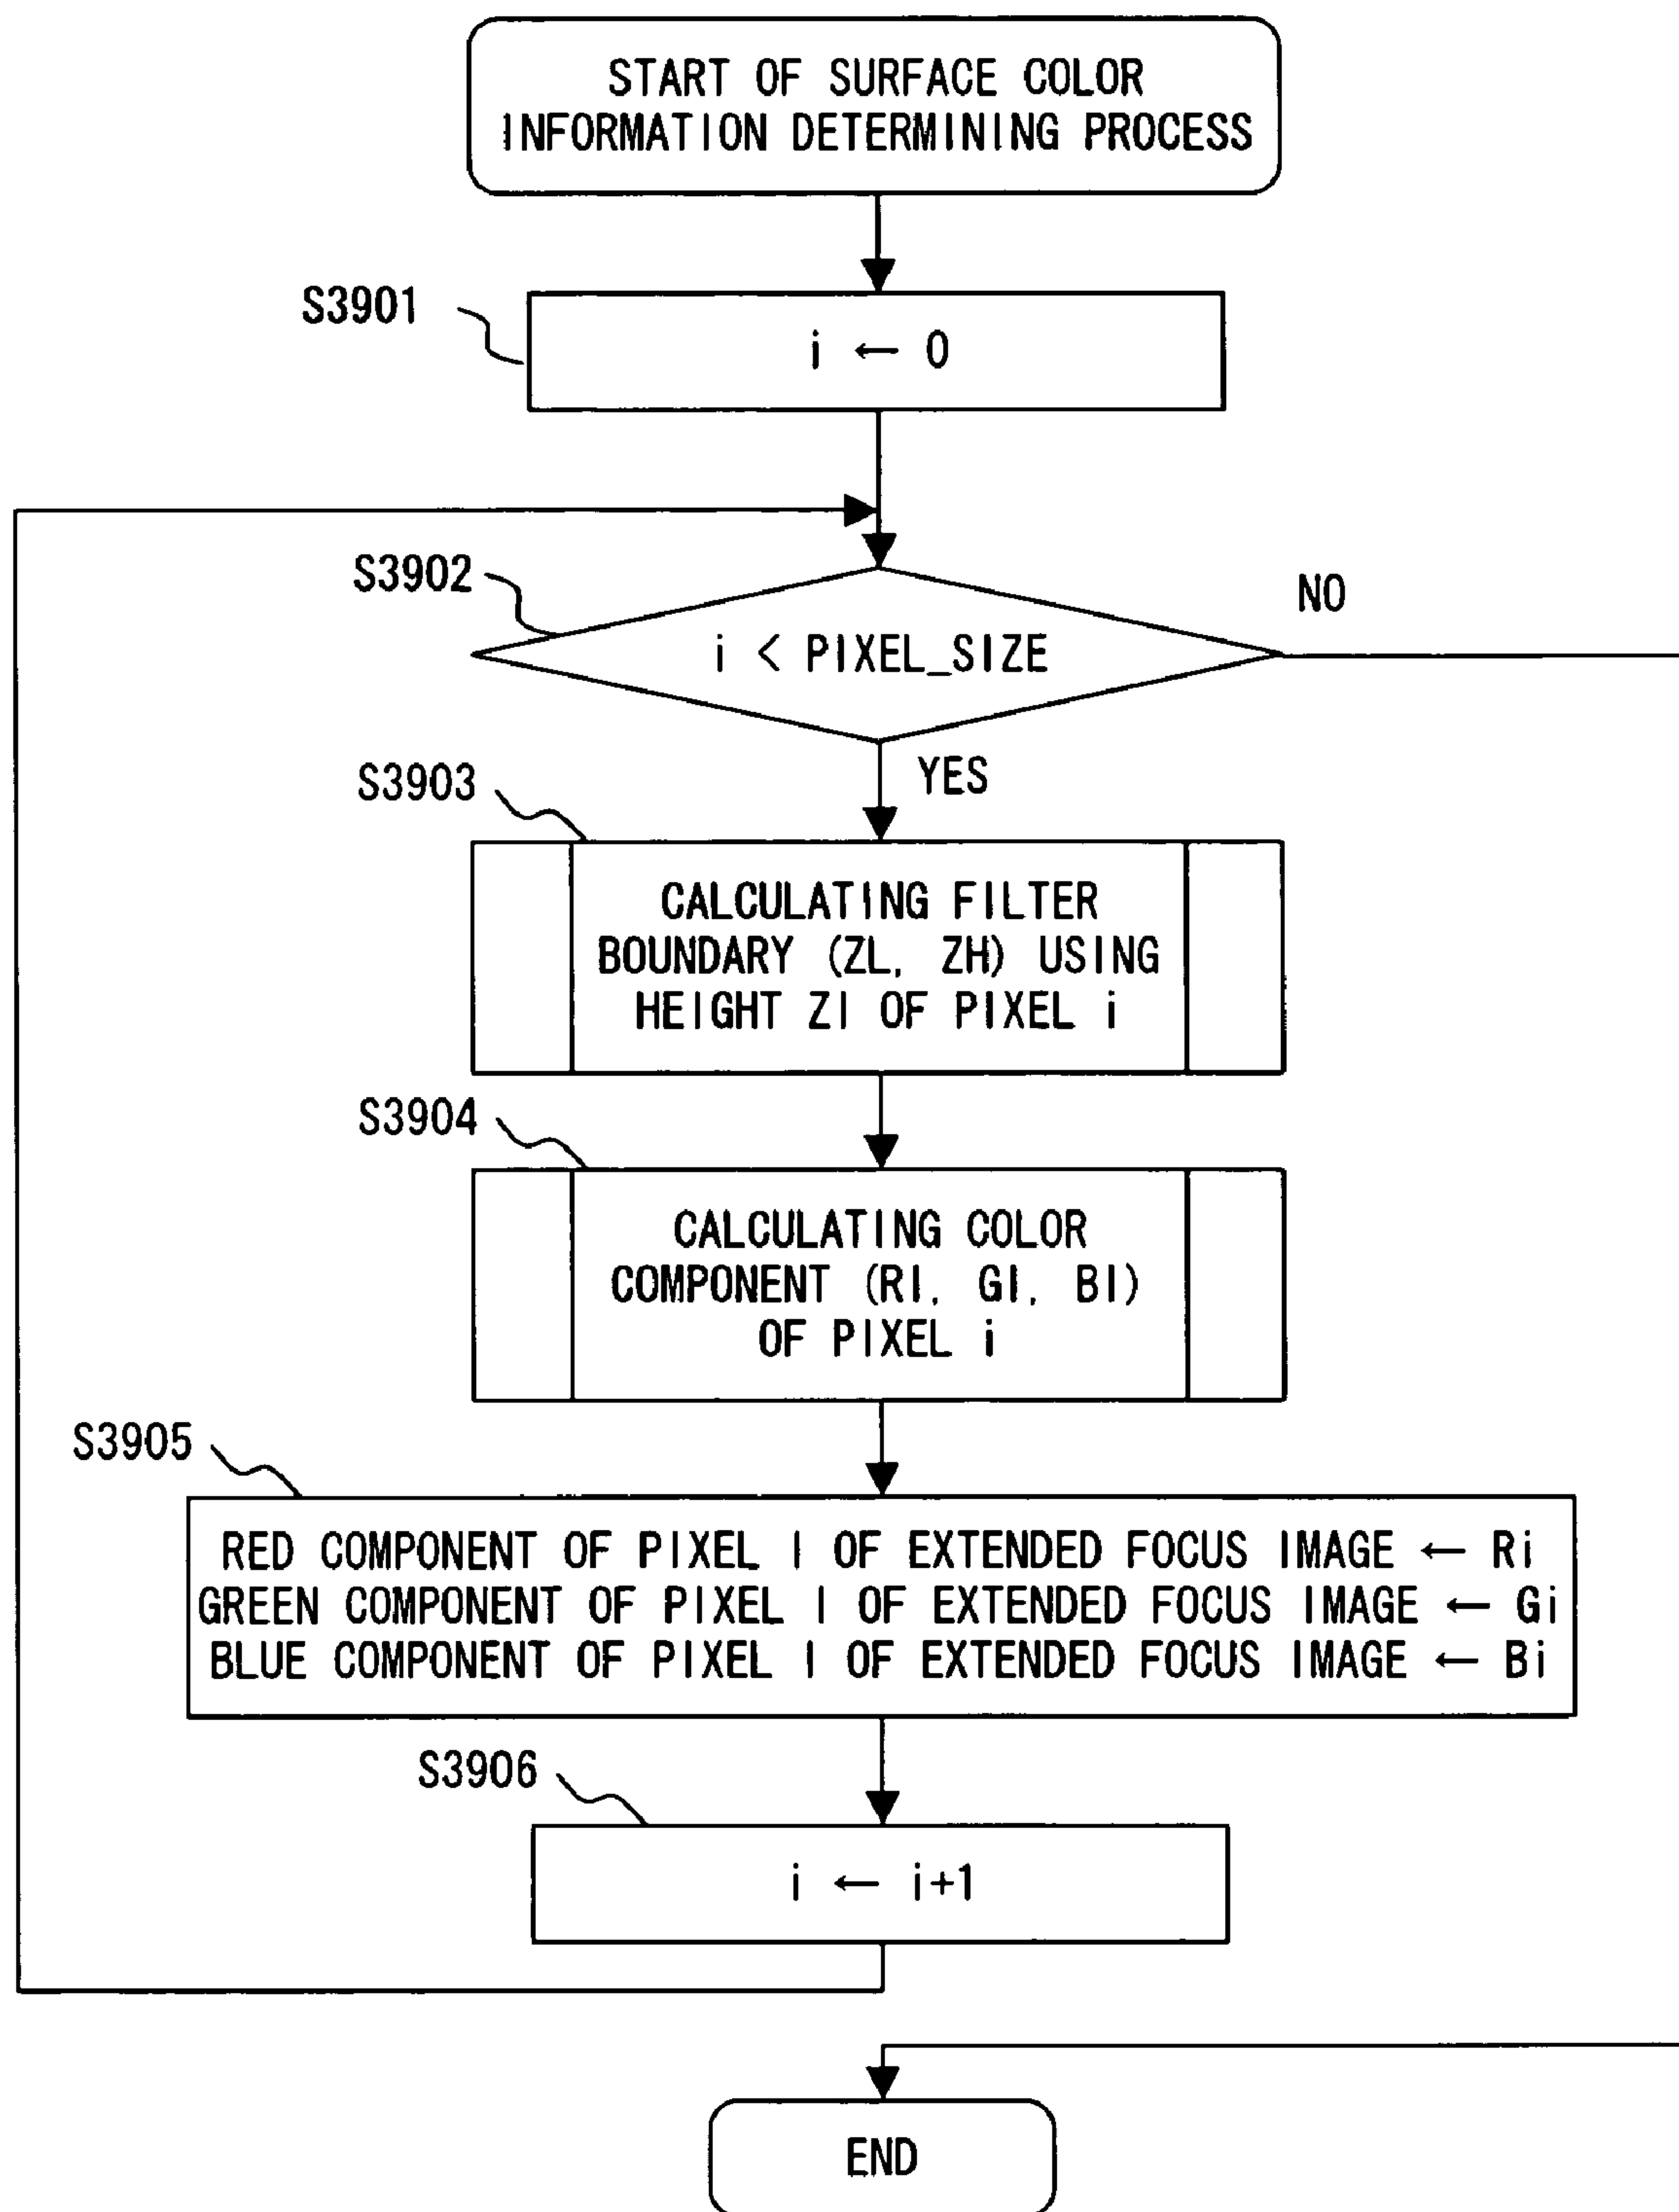 START OF SURFACE COLOR
INFORMATION DETERMINING PROCESS
S3901
i ← 0
S3902
NO
i < PIXEL_SIZE
YES
S3903
CALCULATING FILTER
BOUNDARY (ZL, ZH) USING
HEIGHT ZI OF PIXEL i
S3904
CALCULATING COLOR
COMPONENT (RI, GI, BI)
OF PIXEL i
S3905
RED COMPONENT OF PIXEL I OF EXTENDED FOCUS IMAGE ← Ri
GREEN COMPONENT OF PIXEL I OF EXTENDED FOCUS IMAGE ← Gi
BLUE COMPONENT OF PIXEL I OF EXTENDED FOCUS IMAGE ← Bi
S3906
i ← i+1
END